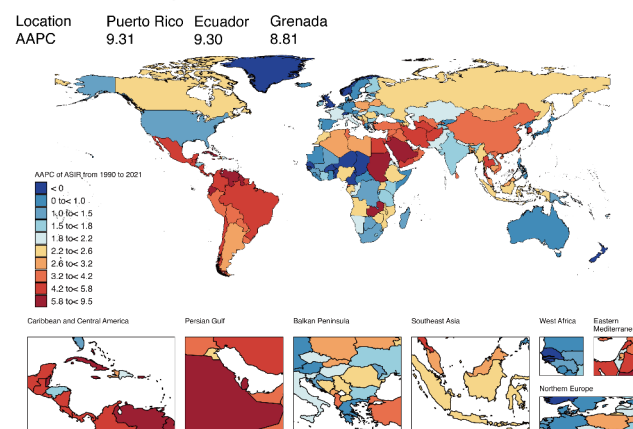 Location Puerto Rico Ecuador Grenada
AAPC 9.31 9.30 8.81
AAPC of ASIR from 1990 to 2021
< 0
0 to< 1.0
1.0 to< 1.5
1.5 to< 1.8
1.8 to< 2.2
2.2 to< 2.6
2.6 to< 3.2
3.2 to< 4.2
4.2 to< 5.8
5.8 to< 9.5
Caribbean and Central America Persian Gulf Balkan Peninsula Southeast Asia West Africa Eastern
Mediterrane
Northern Europe